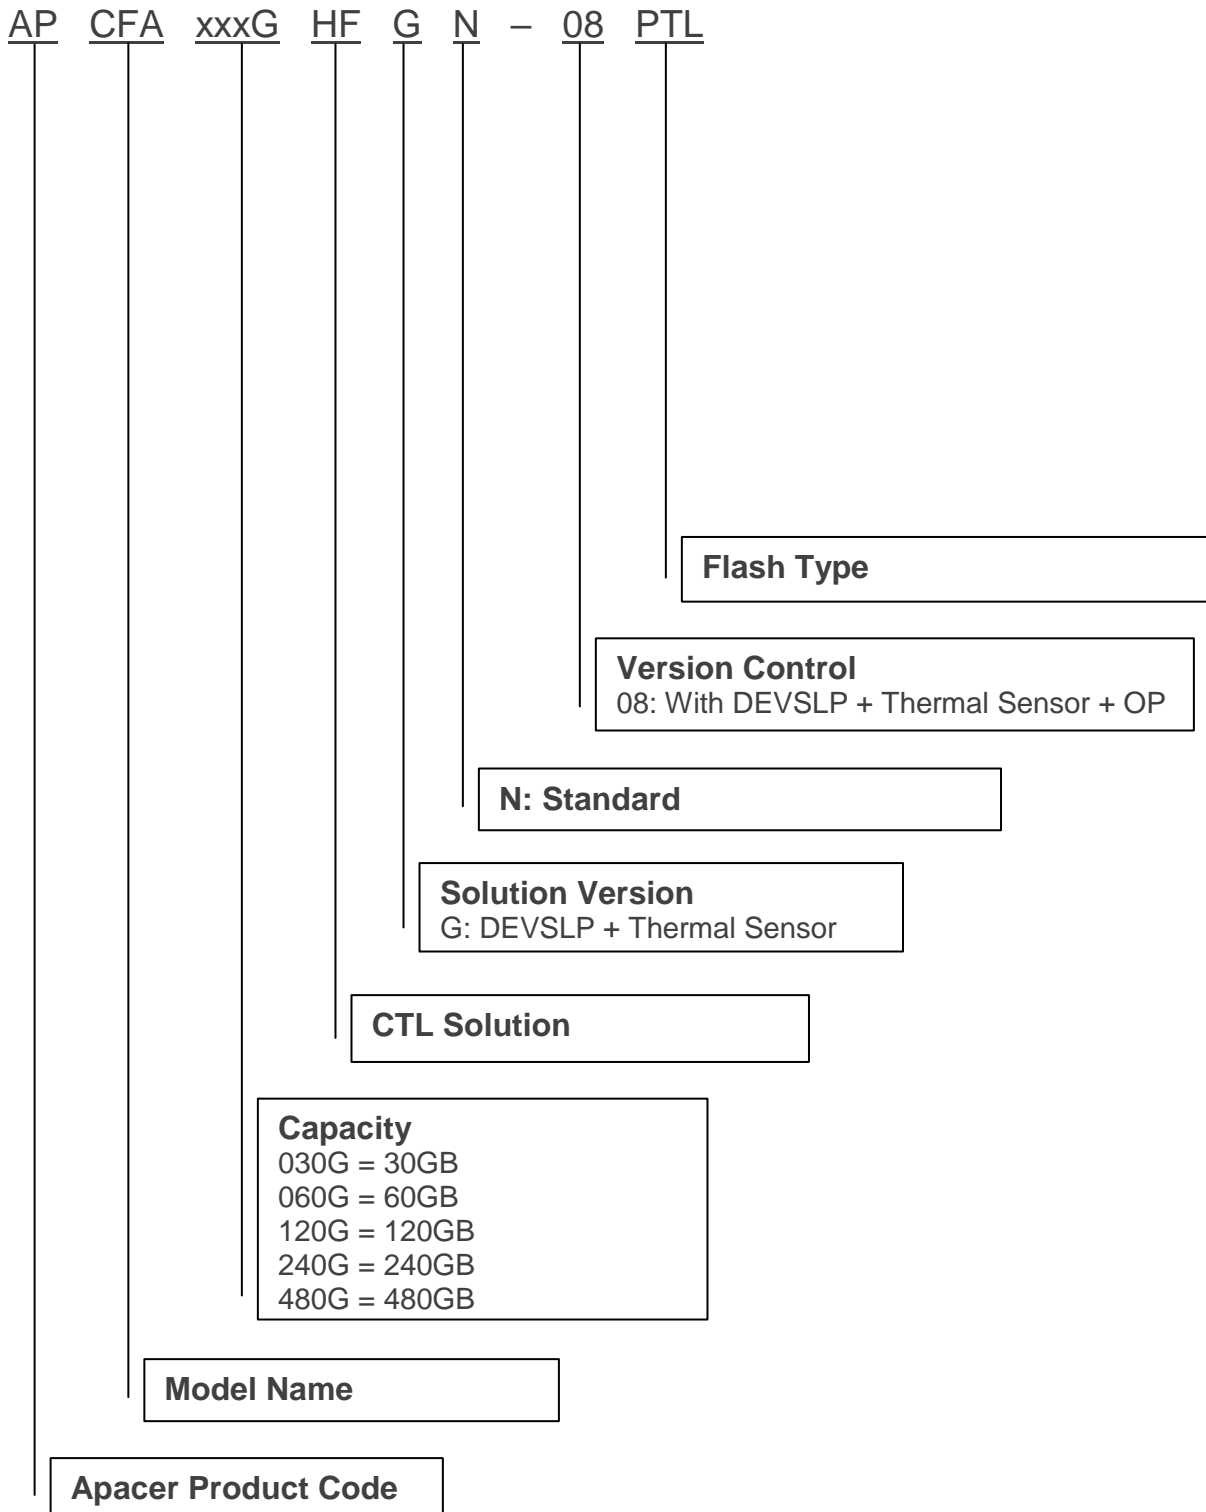 AP CFA xxxG HF G N – 08 PTL
Flash Type
Version Control
08: With DEVSLP + Thermal Sensor + OP
N: Standard
Solution Version
G: DEVSLP + Thermal Sensor
CTL Solution
Capacity
030G = 30GB
060G = 60GB
120G = 120GB
240G = 240GB
480G = 480GB
Model Name
Apacer Product Code